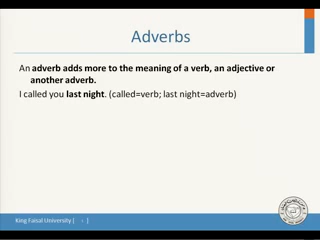 Adverbs
An adverb adds more to the meaning of a verb, an adjective or
another adverb.
I called you last night. (called=verb; last night=adverb)
King Faisal University [ ]